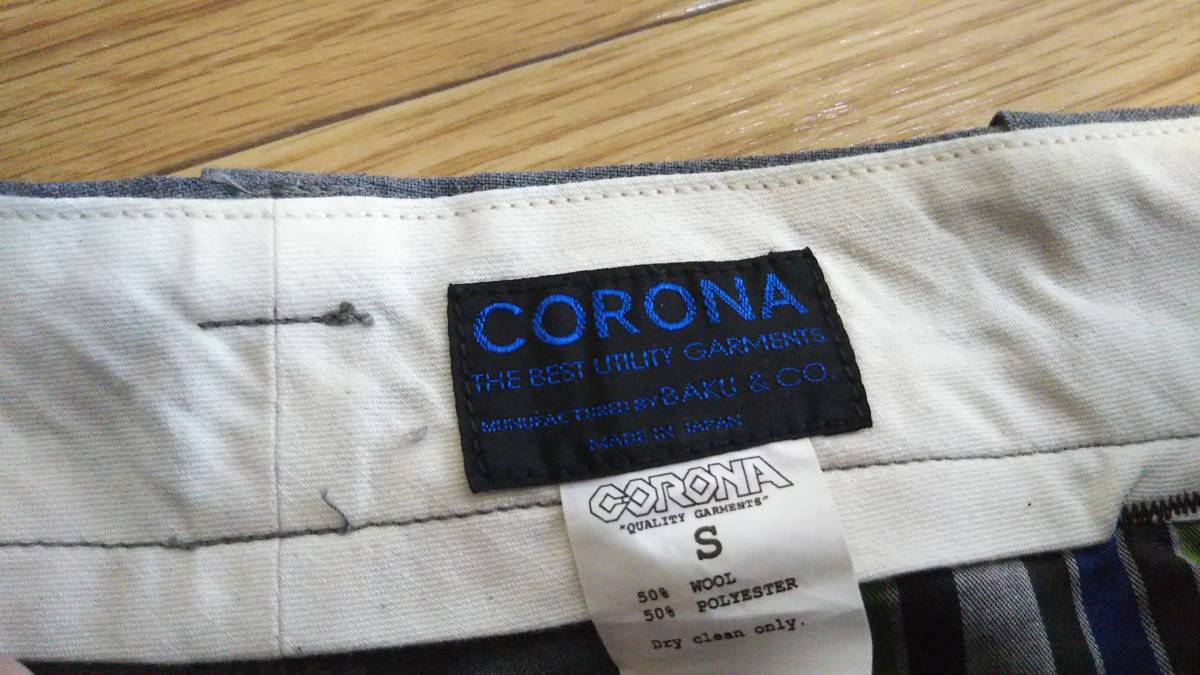 CORONA
THE BEST UTILITY GARMENTS
MUNUFACTURED BY BAKU & CO.
MADE IN JAPAN
CORONA
"QUALITY GARMENTS"
S
50% WOOL
50% POLYESTER
Dry clean only.